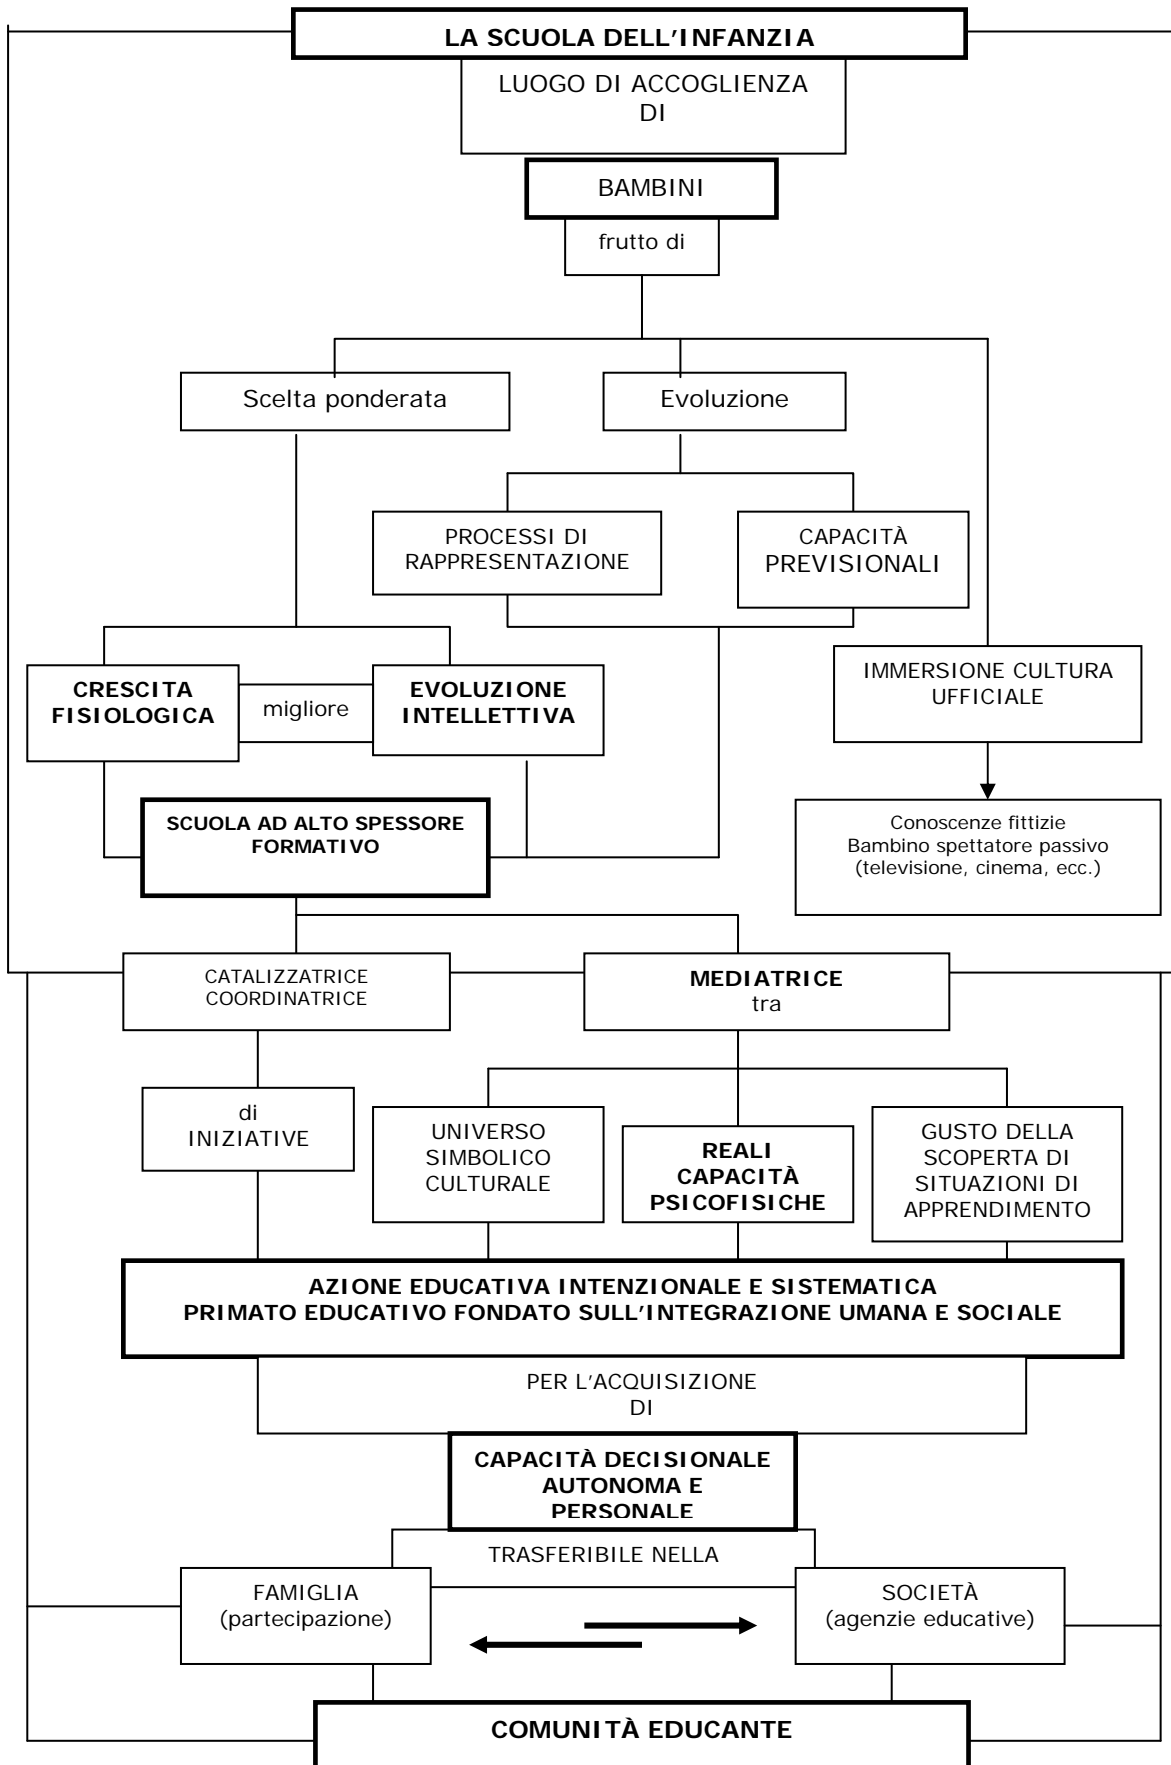 LA SCUOLA DELL'INFANZIA
LUOGO DI ACCOGLIENZA
DI
BAMBINI
frutto di
Scelta ponderata
Evoluzione
PROCESSI DI
RAPPRESENTAZIONE
CAPACITÀ
PREVISIONALI
CRESCITA
FISIOLOGICA
migliore
EVOLUZIONE
INTELLETTIVA
IMMERSIONE CULTURA
UFFICIALE
SCUOLA AD ALTO SPESSORE
FORMATIVO
Conoscenze fittizie
Bambino spettatore passivo
(televisione, cinema, ecc.)
CATALIZZATRICE
COORDINATRICE
MEDIATRICE
tra
di
INIZIATIVE
UNIVERSO
SIMBOLICO
CULTURALE
REALI
CAPACITÀ
PSICOFISICHE
GUSTO DELLA
SCOPERTA DI
SITUAZIONI DI
APPRENDIMENTO
AZIONE EDUCATIVA INTENZIONALE E SISTEMATICA
PRIMATO EDUCATIVO FONDATO SULL'INTEGRAZIONE UMANA E SOCIALE
PER L'ACQUISIZIONE
DI
CAPACITÀ DECISIONALE
AUTONOMA E
PERSONALE
TRASFERIBILE NELLA
FAMIGLIA
(partecipazione)
SOCIETÀ
(agenzie educative)
COMUNITÀ EDUCANTE